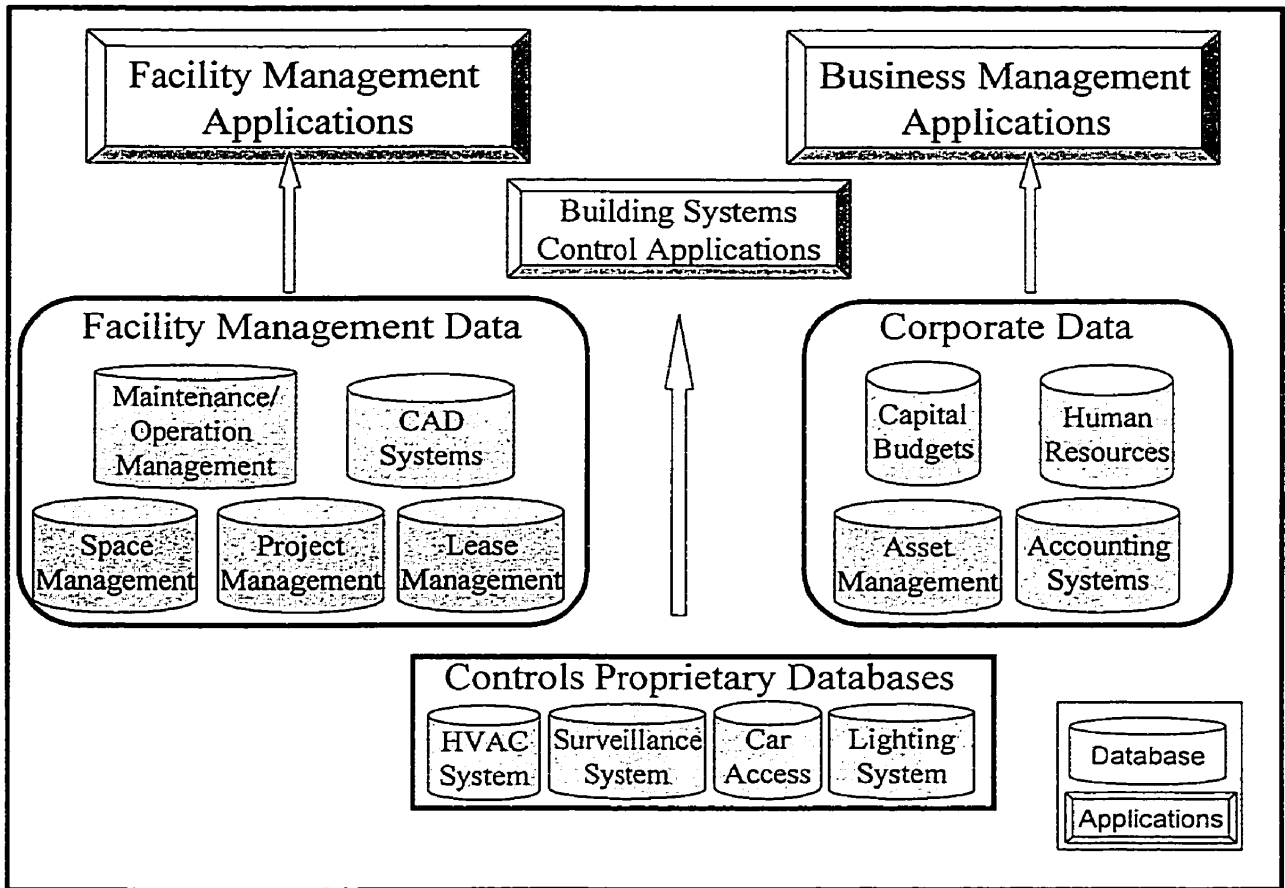 Facility Management
Applications
Business Management
Applications
Building Systems
Control Applications
Facility Management Data
Maintenance/
Operation
Management
CAD
Systems
Space
Management
Project
Management
Lease
Management
Corporate Data
Capital
Budgets
Human
Resources
Asset
Management
Accounting
Systems
Controls Proprietary Databases
HVAC
System
Surveillance
System
Car
Access
Lighting
System
Database
Applications